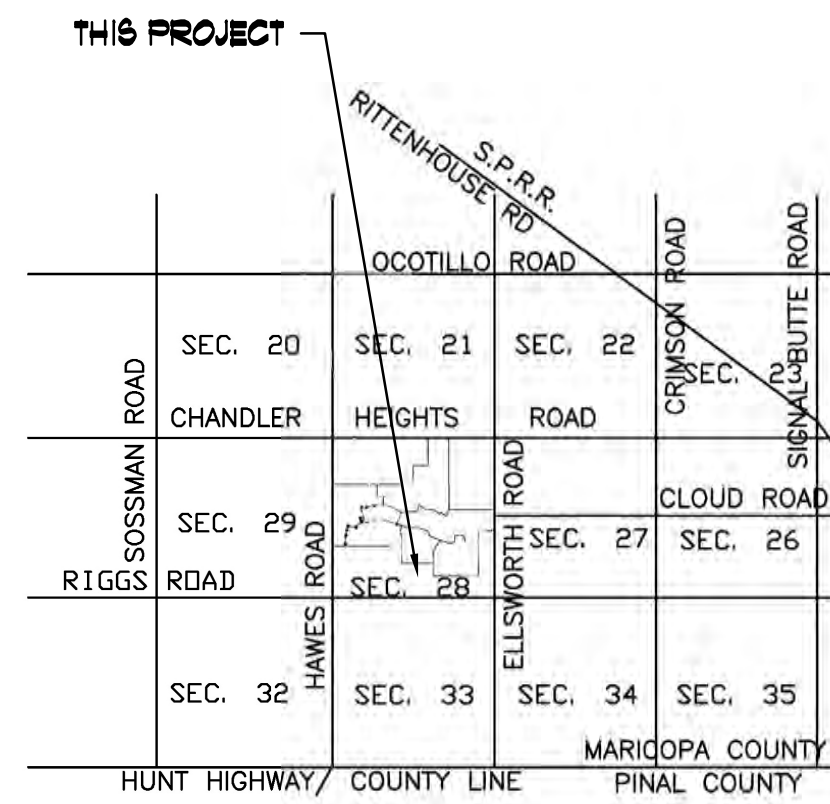 THIS PROJECT
RITTENHOUSE RD
S.P.R.R.
OCOTILLO ROAD
CRIMSON ROAD
SIGNAL BUTTE ROAD
SEC. 20
SEC. 21
SEC. 22
SEC. 23
SOSSMAN ROAD
CHANDLER HEIGHTS ROAD
HAWES ROAD
ELLSWORTH ROAD
CLOUD ROAD
SEC. 29
SEC. 27
SEC. 26
RIGGS ROAD
SEC. 28
SEC. 32
SEC. 33
SEC. 34
SEC. 35
MARICOPA COUNTY
HUNT HIGHWAY/ COUNTY LINE
PINAL COUNTY